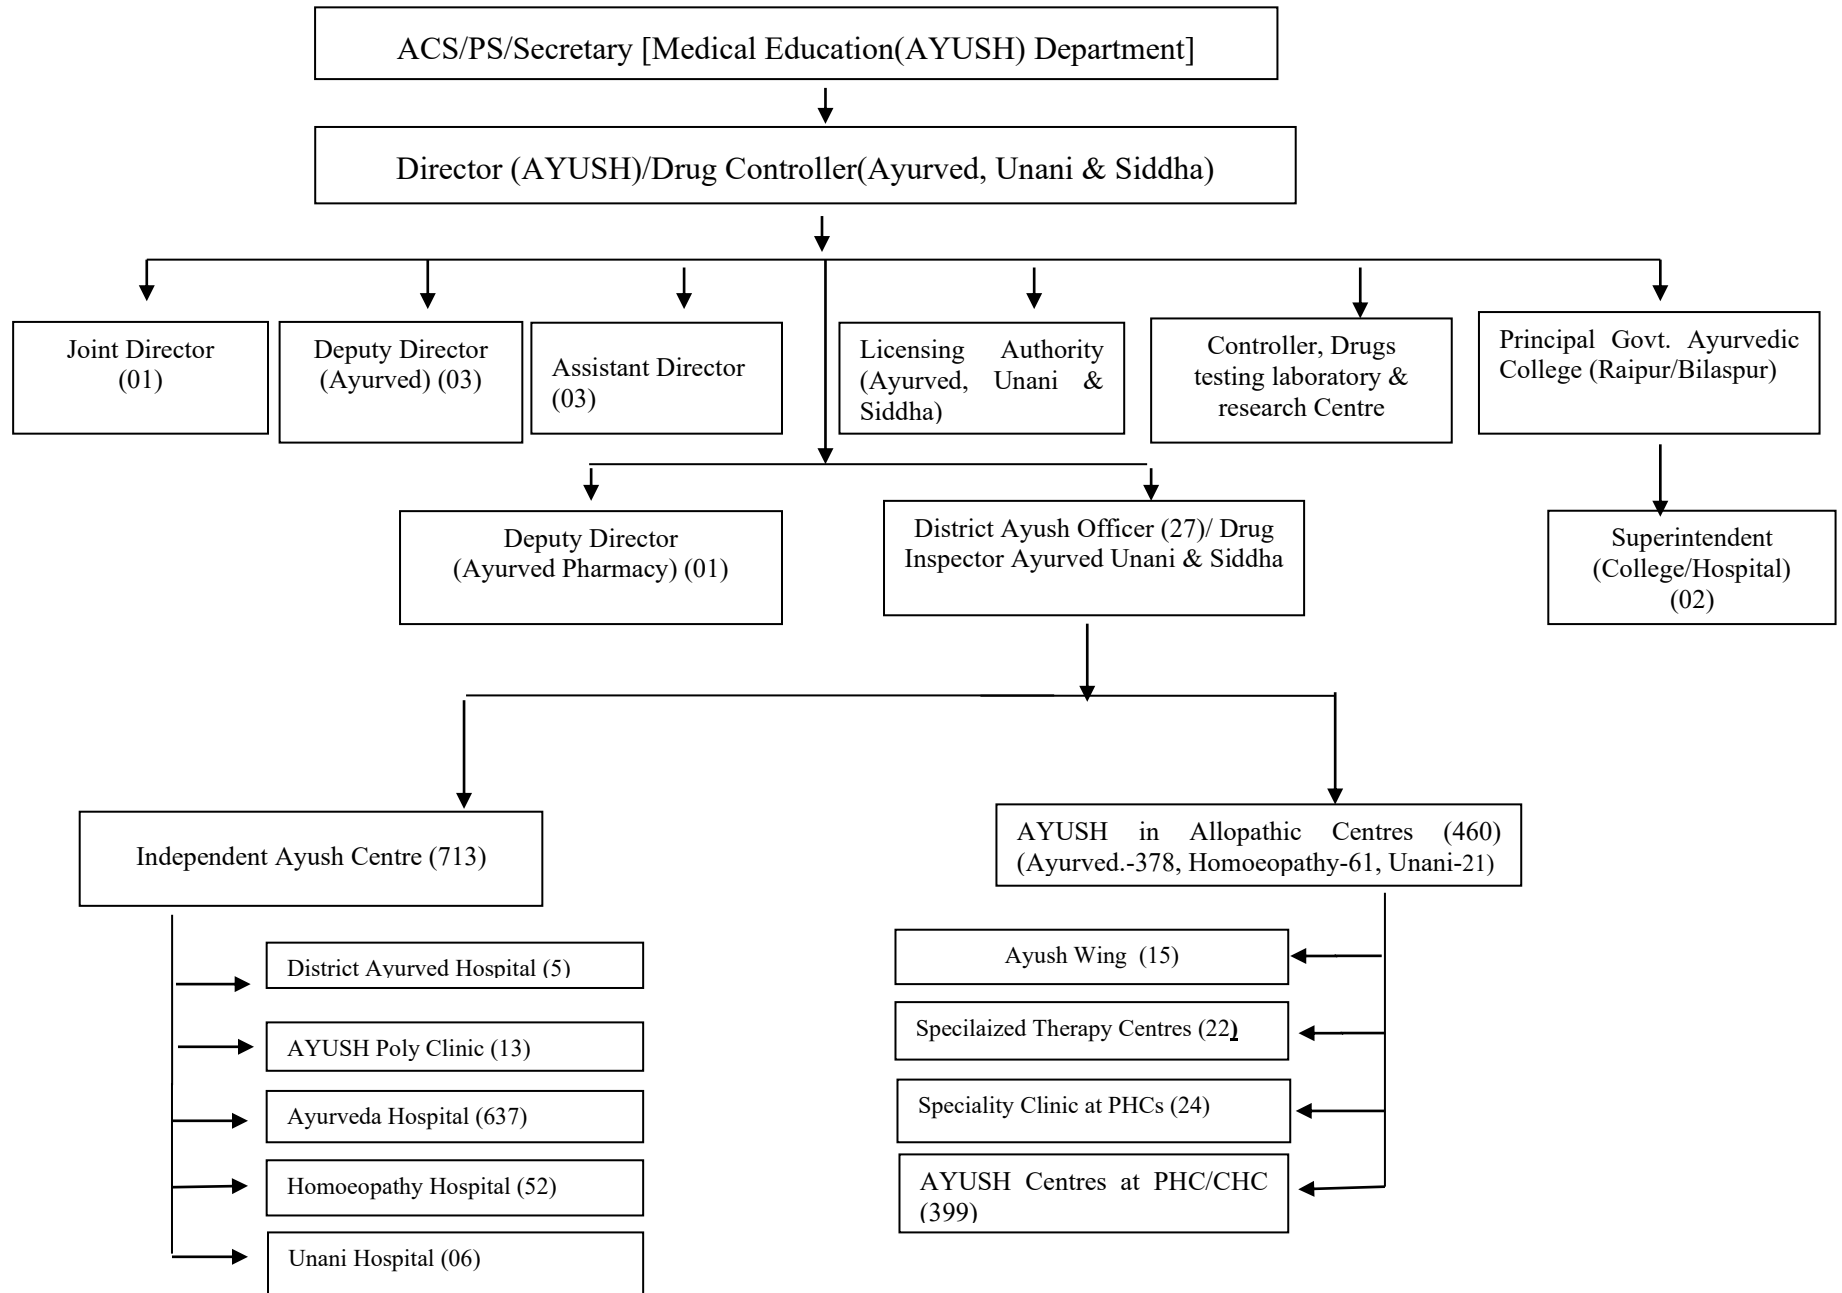 ACS/PS/Secretary [Medical Education(AYUSH) Department]
Director (AYUSH)/Drug Controller(Ayurved, Unani & Siddha)
Joint Director
(01)
Deputy Director
(Ayurved) (03)
Assistant Director
(03)
Licensing Authority
(Ayurved, Unani &
Siddha)
Controller, Drugs
testing laboratory &
research Centre
Principal Govt. Ayurvedic
College (Raipur/Bilaspur)
Deputy Director
(Ayurved Pharmacy) (01)
District Ayush Officer (27)/ Drug
Inspector Ayurved Unani & Siddha
Superintendent
(College/Hospital)
(02)
Independent Ayush Centre (713)
AYUSH in Allopathic Centres (460)
(Ayurved.-378, Homoeopathy-61, Unani-21)
District Ayurved Hospital (5)
AYUSH Poly Clinic (13)
Ayurveda Hospital (637)
Homoeopathy Hospital (52)
Unani Hospital (06)
Ayush Wing (15)
Specilaized Therapy Centres (22)
Speciality Clinic at PHCs (24)
AYUSH Centres at PHC/CHC
(399)